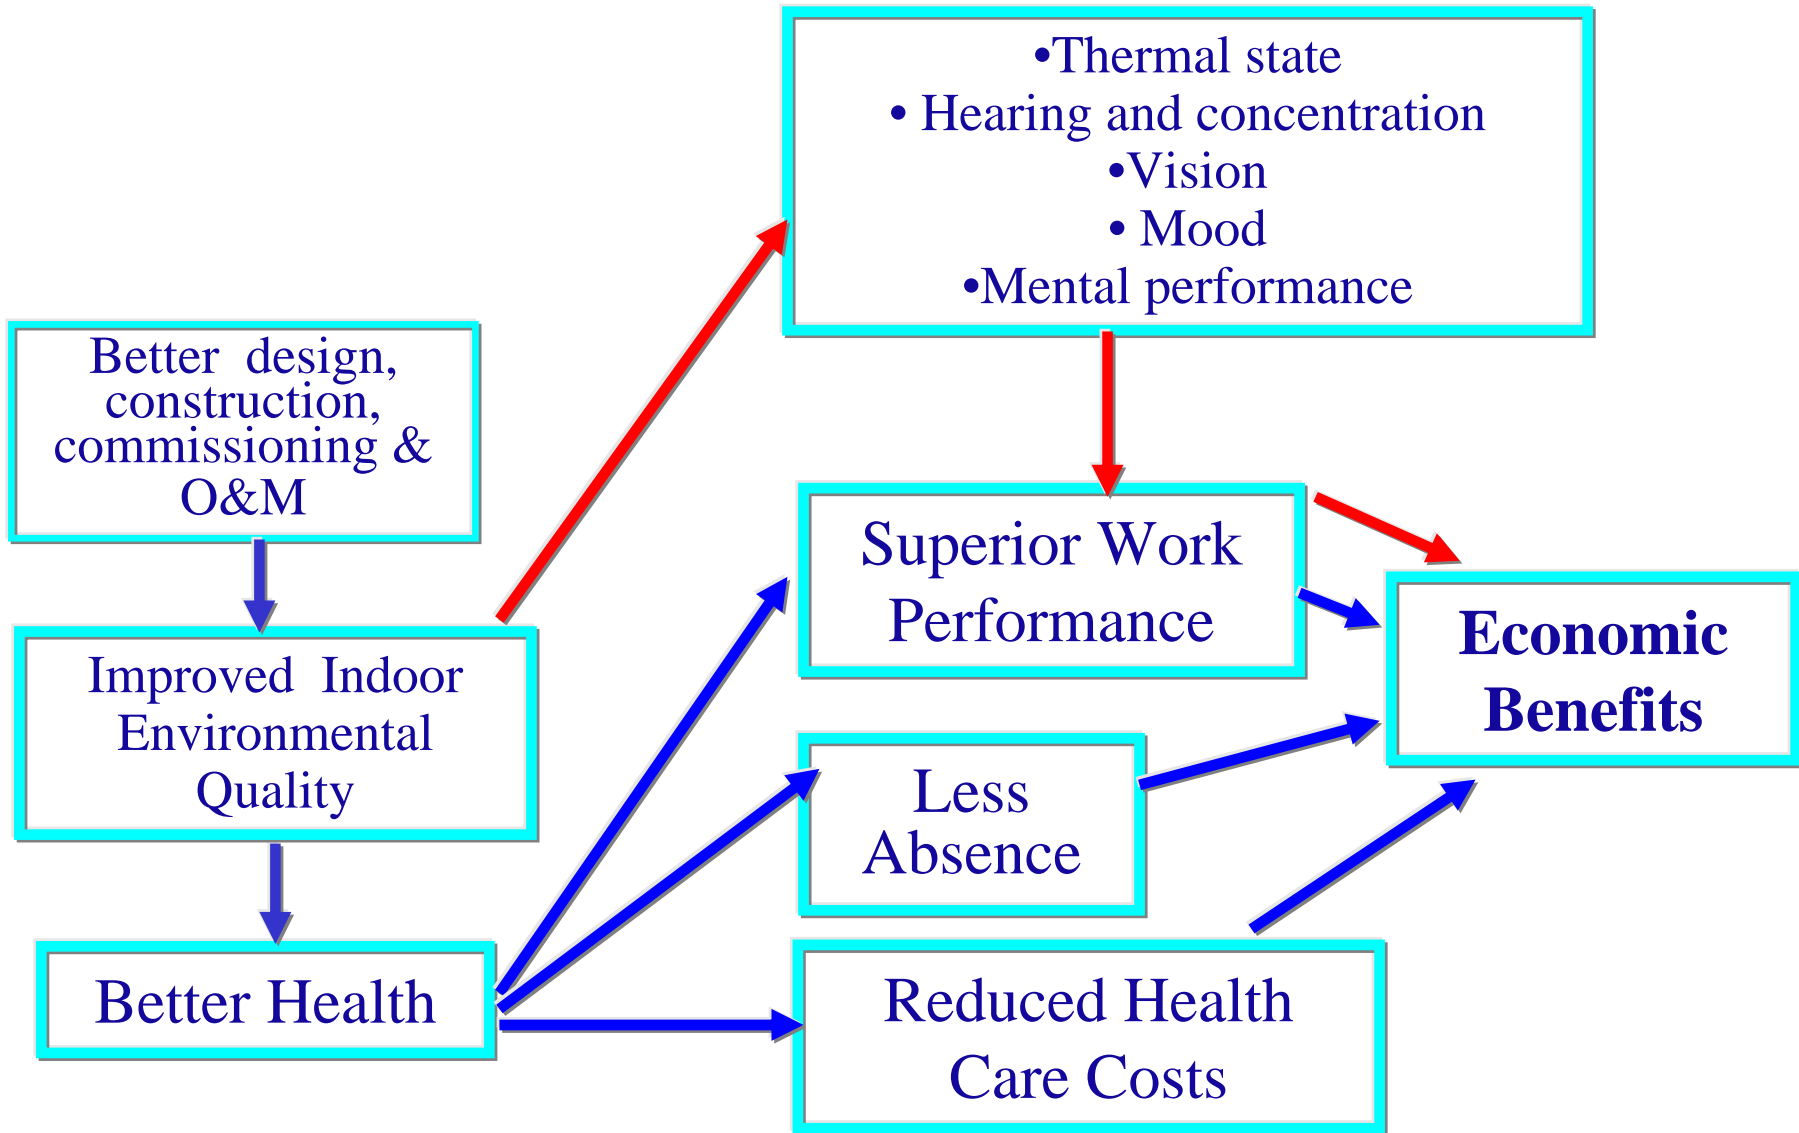 •Thermal state
• Hearing and concentration
•Vision
• Mood
•Mental performance
Better design,
construction,
commissioning &
O&M
Improved Indoor
Environmental
Quality
Better Health
Superior Work
Performance
Less
Absence
Reduced Health
Care Costs
Economic
Benefits